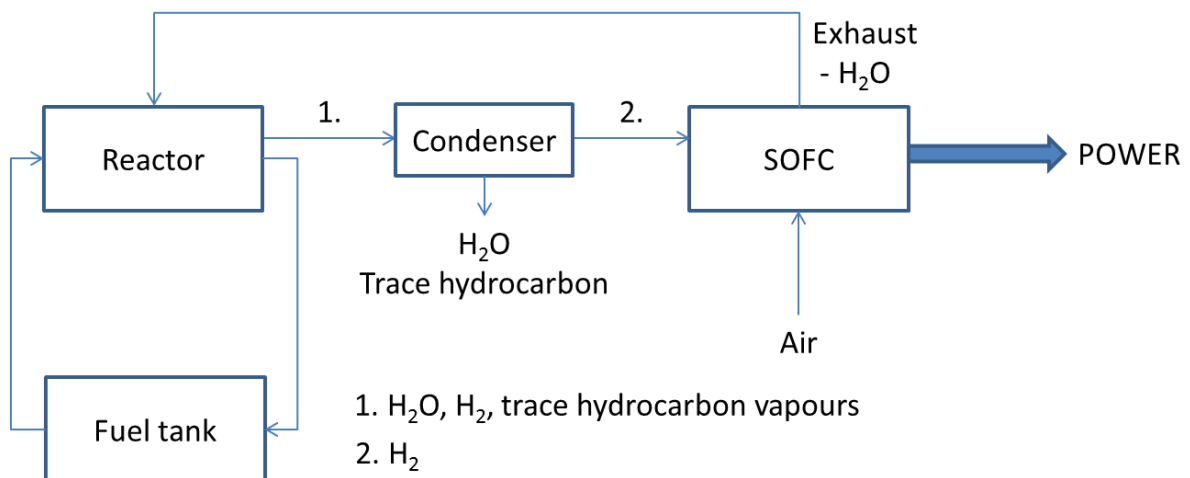 Exhaust
- H₂O
1.
2.
Reactor
Condenser
SOFC
POWER
H₂O
Trace hydrocarbon
Air
Fuel tank
1. H₂O, H₂, trace hydrocarbon vapours
2. H₂